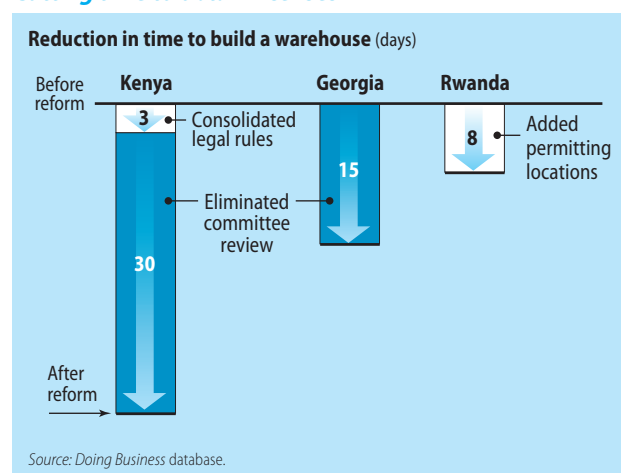 Reduction in time to build a warehouse (days)
Before
reform
Kenya
Georgia
Rwanda
3
Consolidated
legal rules
8
Added
permitting
locations
15
Eliminated
committee
review
30
After
reform
Source: Doing Business database.